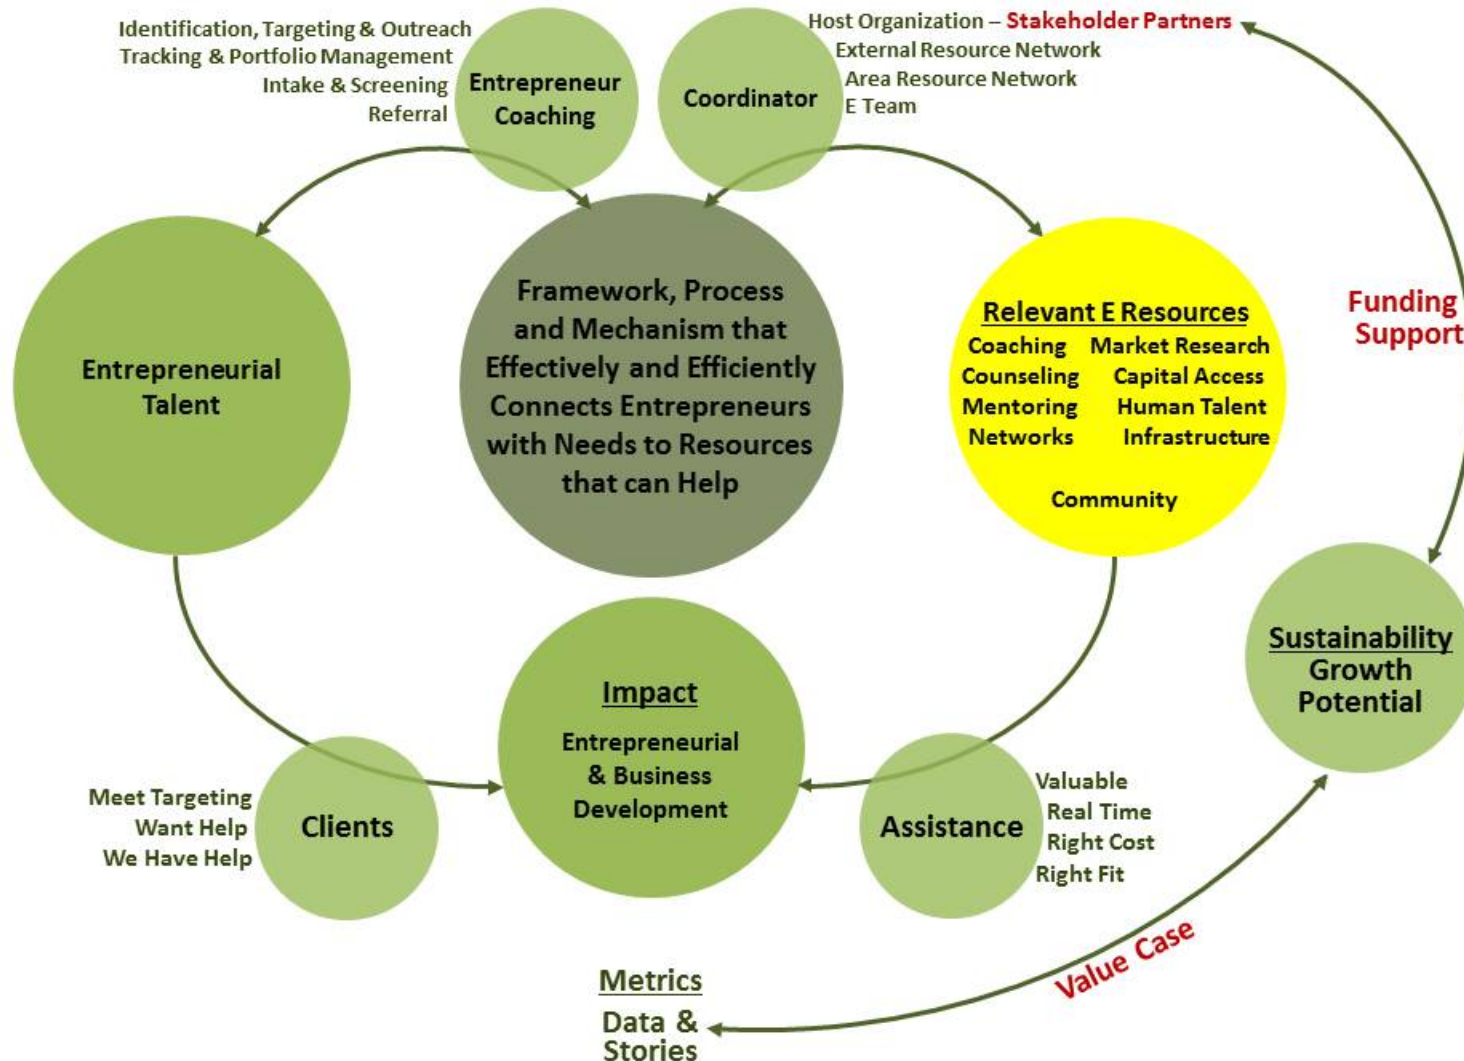 Identification, Targeting & Outreach
Tracking & Portfolio Management
Intake & Screening
Referral
Entrepreneur
Coaching
Coordinator
Host Organization – Stakeholder Partners
External Resource Network
Area Resource Network
E Team
Entrepreneurial
Talent
Framework, Process
and Mechanism that
Effectively and Efficiently
Connects Entrepreneurs
with Needs to Resources
that can Help
Relevant E Resources
Coaching Market Research
Counseling Capital Access
Mentoring Human Talent
Networks Infrastructure
Community
Funding
Support
Sustainability
Growth
Potential
Impact
Entrepreneurial
& Business
Development
Meet Targeting
Want Help
We Have Help
Clients
Assistance
Valuable
Real Time
Right Cost
Right Fit
Value Case
Metrics
Data &
Stories